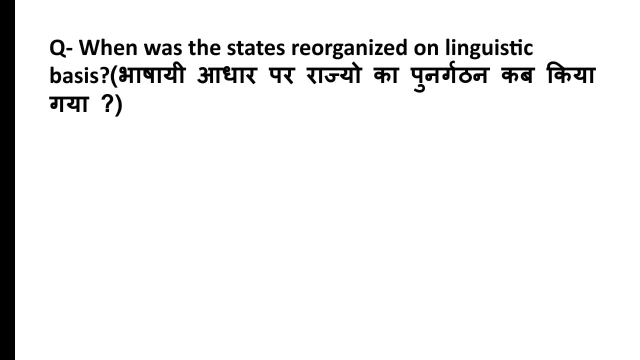 Q- When was the states reorganized on linguistic
basis?(भाषायी आधार पर राज्यो का पुनर्गठन कब किया
गया ?)